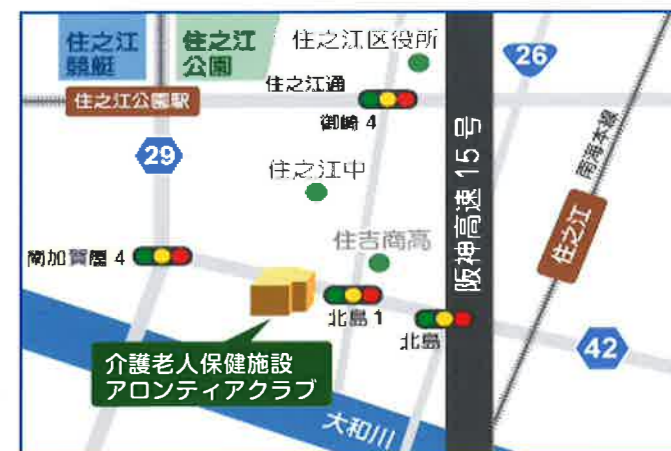 住之江
競艇
住之江
公園
住之江区役所
26
住之江通
住之江公園駅
御崎 4
南海本線
29
住之江中
阪神高速 15 号
住之江
住吉商高
南加賀屋 4
北島 1
北島
42
介護老人保健施設
アロンティアクラブ
大和川